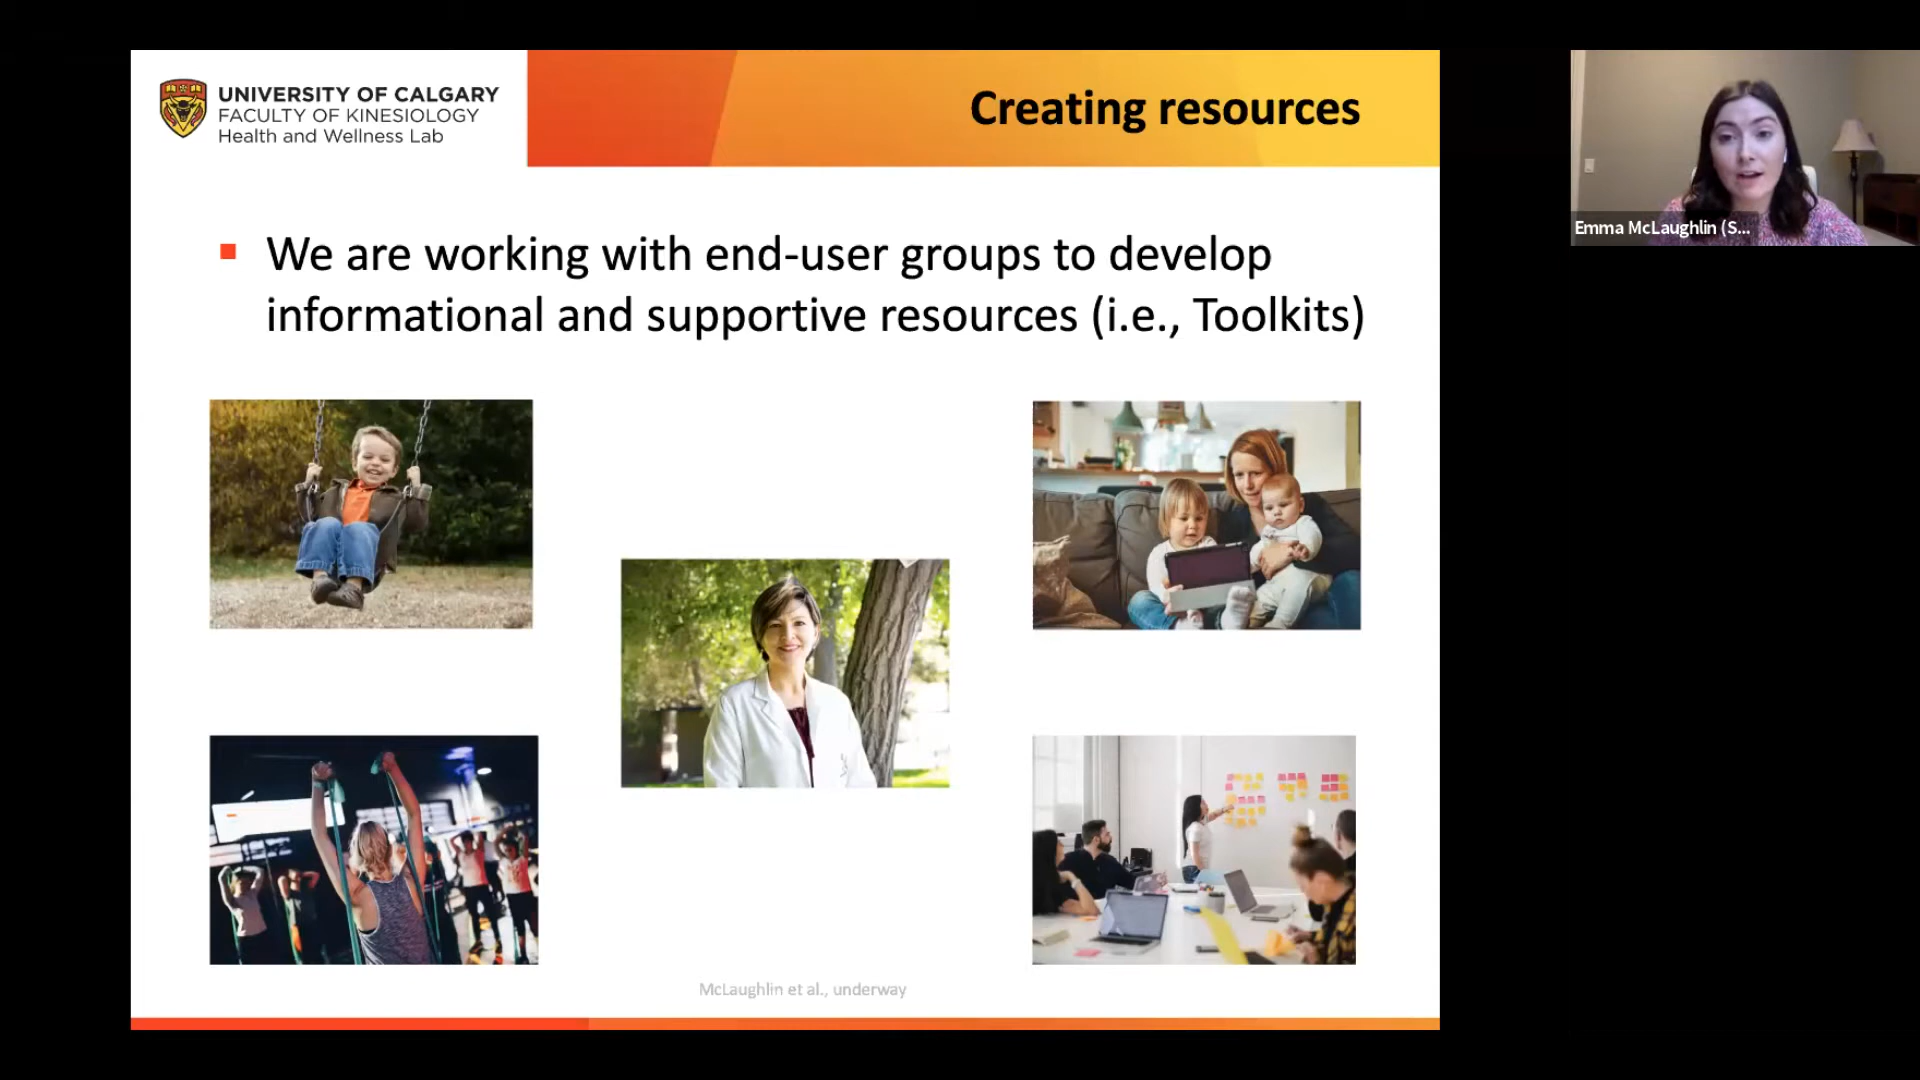 UNIVERSITY OF CALGARY
FACULTY OF KINESIOLOGY
Health and Wellness Lab
Creating resources
Emma McLaughlin (S...
We are working with end-user groups to develop
informational and supportive resources (i.e., Toolkits)
McLaughlin et al., underway